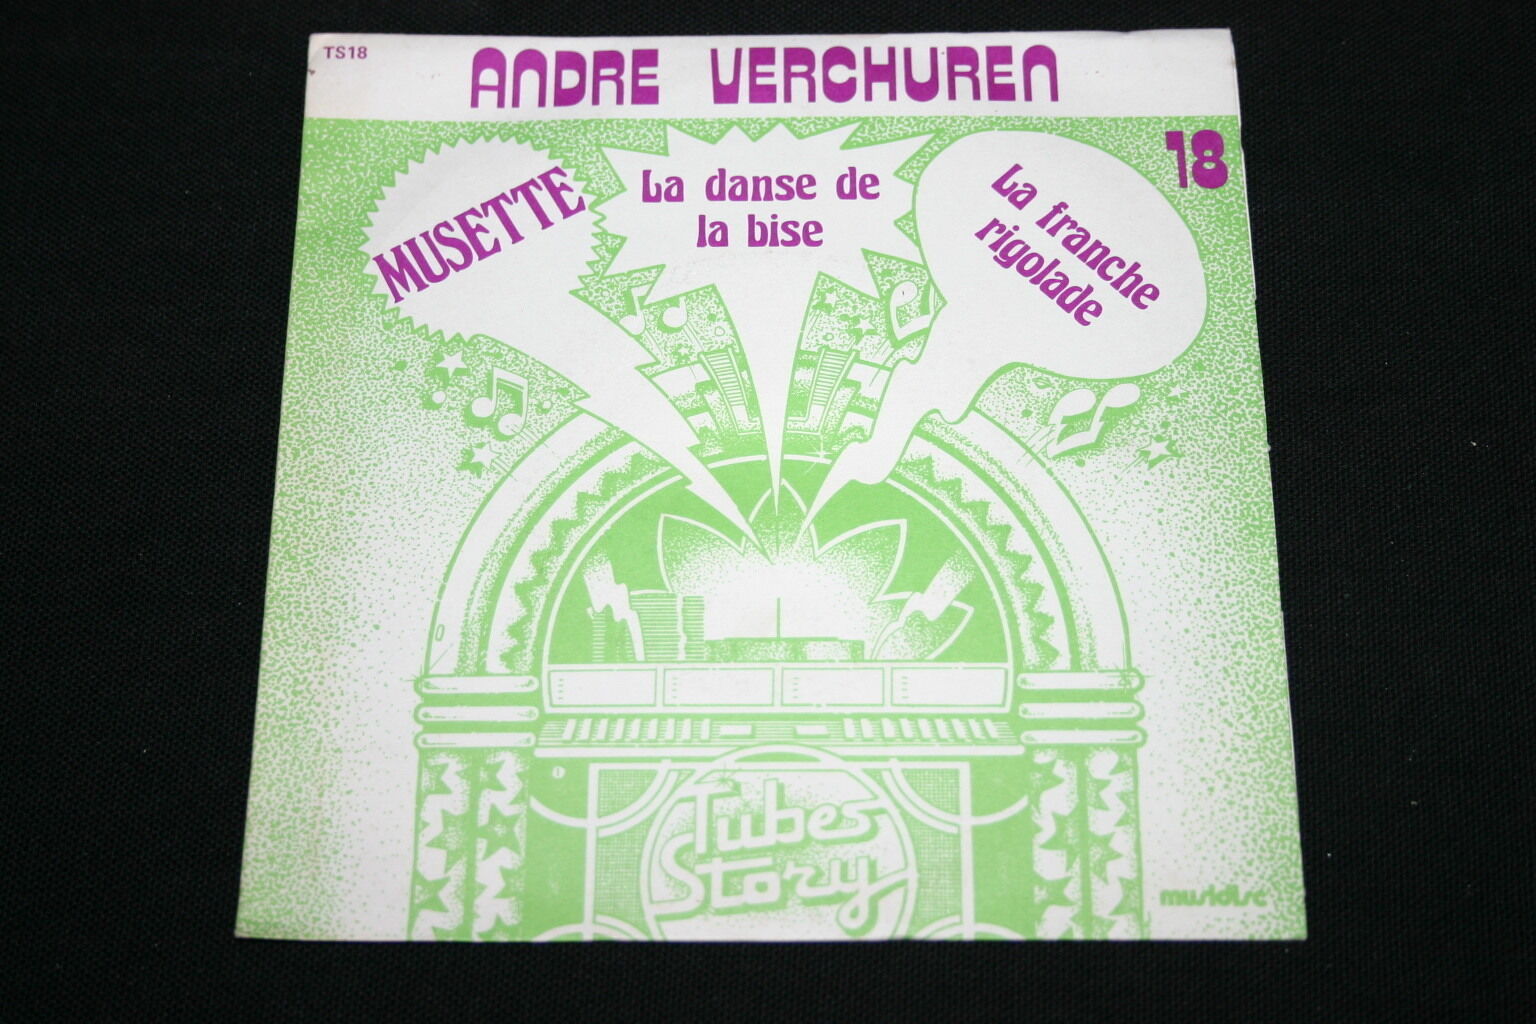 TS18
ANDRE VERCHUREN
18
MUSETTE
La danse de
la bise
La franche
rigolade
Tubes
Story
musidisc